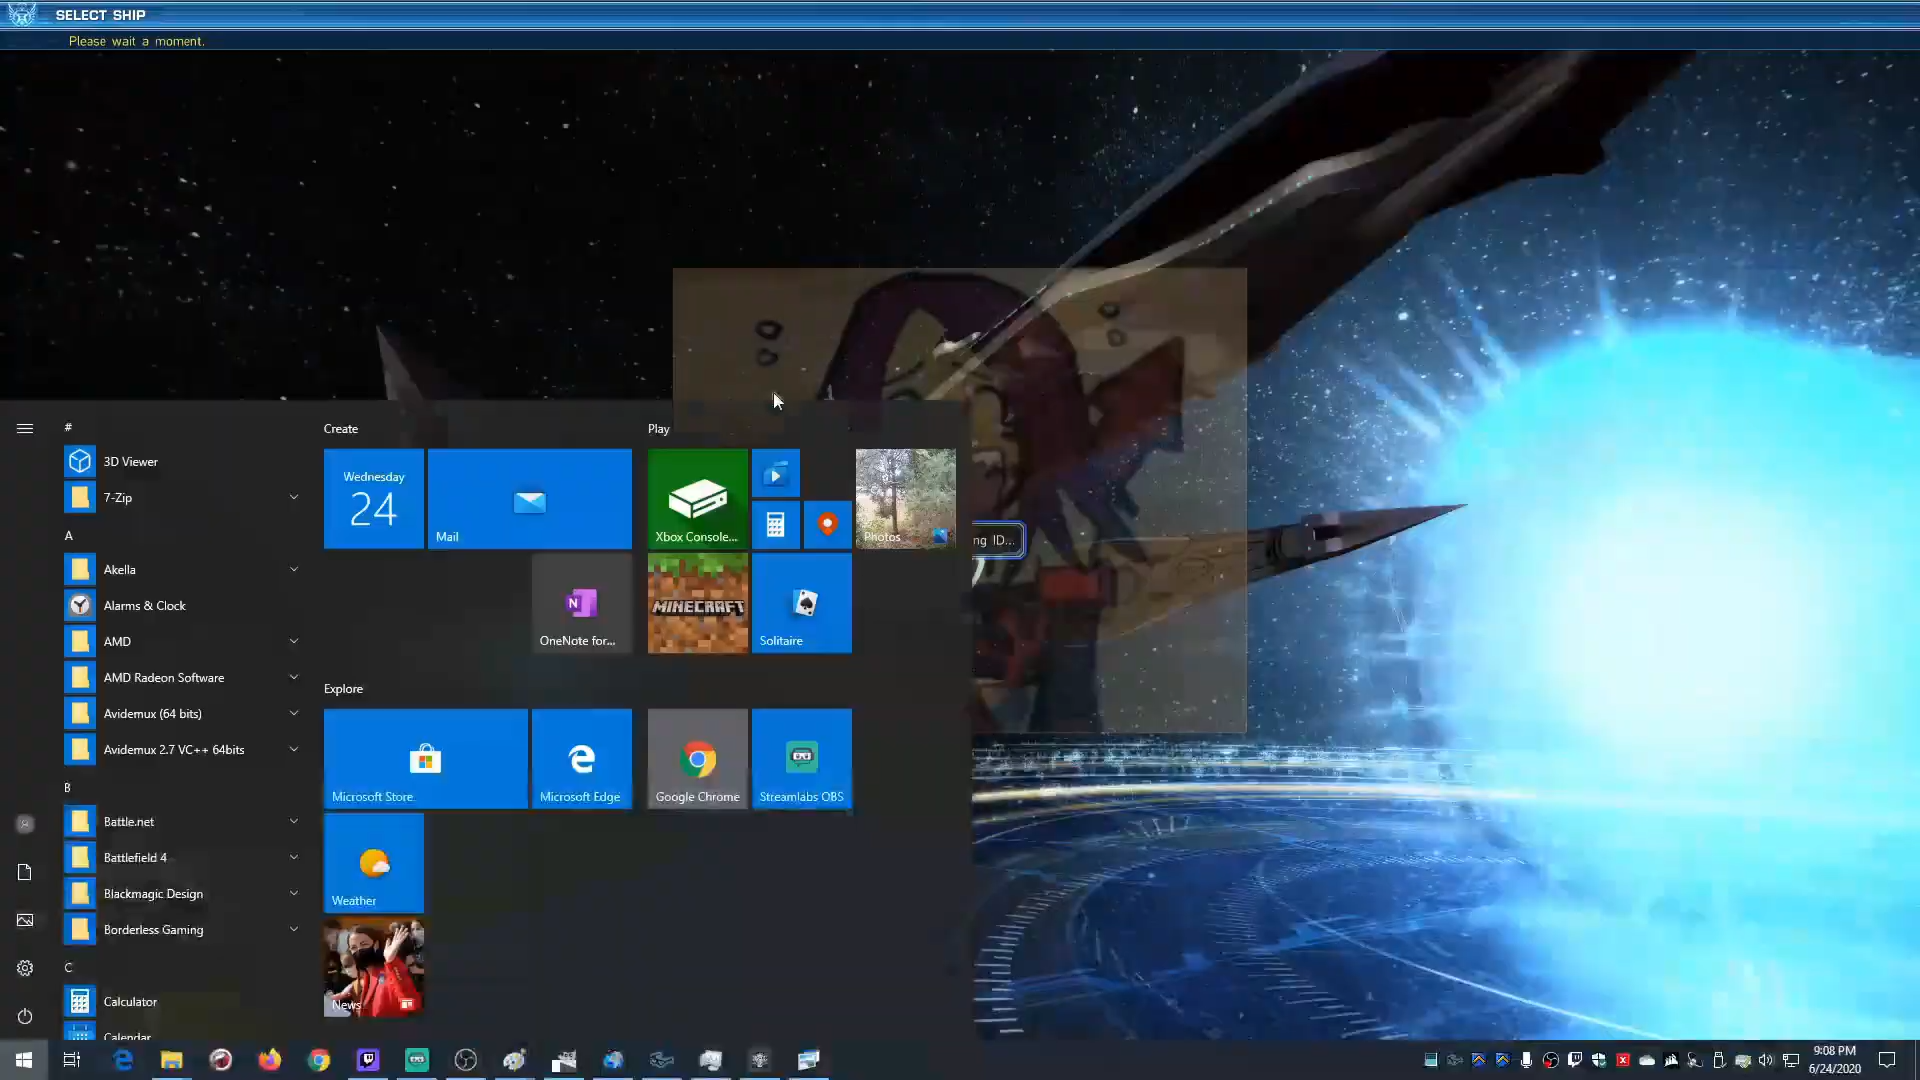 SELECT SHIP
Please wait a moment.
#
3D Viewer
7-Zip
A
Akella
Alarms & Clock
AMD
AMD Radeon Software
Avidemux (64 bits)
Avidemux 2.7 VC++ 64bits
B
Battle.net
Battlefield 4
Blackmagic Design
Borderless Gaming
C
Calculator
Calendar
Create
Wednesday
24
Mail
OneNote for...
Explore
Microsoft Store
Microsoft Edge
Weather
News
Play
Xbox Console...
Photos
MINECRAFT
Solitaire
Google Chrome
Streamlabs OBS
ng ID...
9:08 PM
6/24/2020